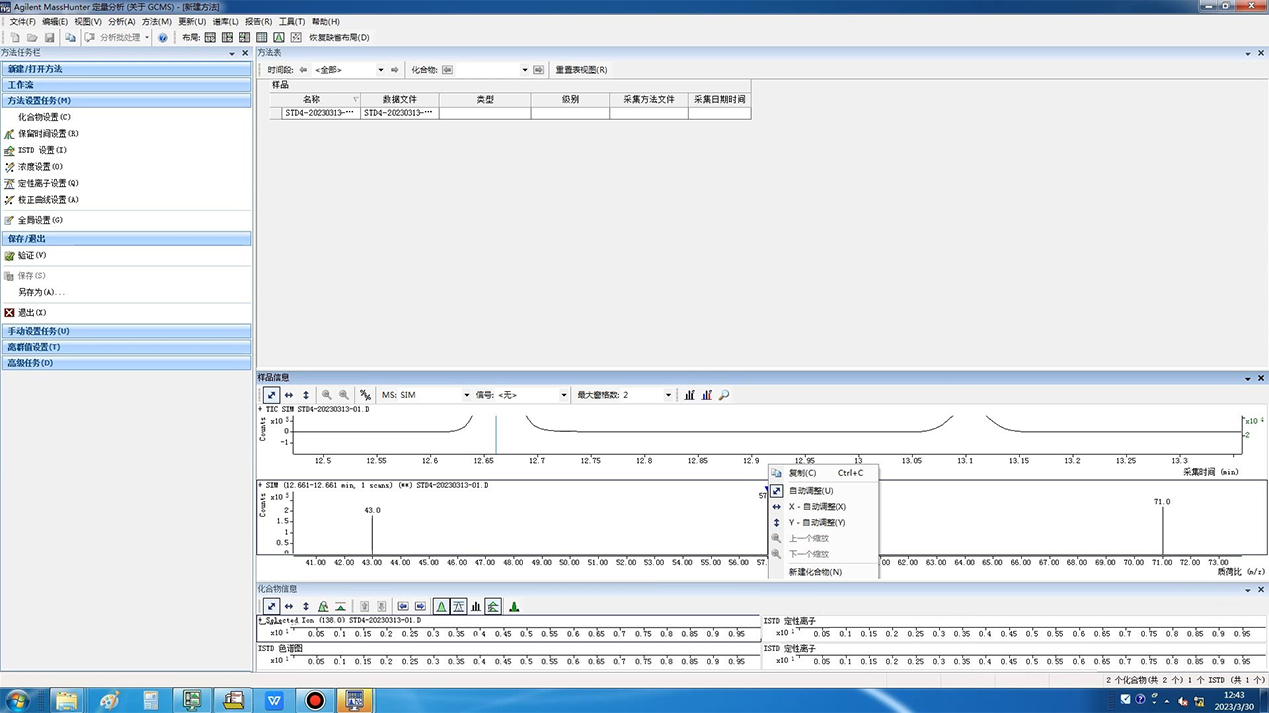 Agilent MassHunter 定量分析 (关于 GCMS) - [新建方法]
文件(F) 编辑(E) 视图(V) 分析(A) 方法(M) 更新(U) 谱库(L) 报告(R) 工具(T) 帮助(H)
分析批处理 布局: 恢复缺省布局(D)
方法任务栏
新建/打开方法
工作流
方法设置任务(M)
化合物设置(C)
保留时间设置(R)
ISTD 设置(I)
浓度设置(O)
定性离子设置(Q)
校正曲线设置(A)
全局设置(G)
保存/退出
验证(V)
保存(S)
另存为(A)...
退出(X)
手动设置任务(U)
离群值设置(T)
高级任务(D)
方法表
时间段: <全部> 化合物: 重置表视图(R)
样品
名称 数据文件 类型 级别 采集方法文件 采集日期时间
STD4-20230313-··· STD4-20230313-···
样品信息
MS: SIM 信号: <无> 最大窗格数: 2
+ TIC SIM STD4-20230313-01.D
Counts
x10
0
-1
x10
2
12.5 12.55 12.6 12.65 12.7 12.75 12.8 12.85 12.9 12.95 13 13.05 13.1 13.15 13.2 13.25 13.3
采集时间 (min)
+ SIM (12.661-12.661 min, 1 scans) (**) STD4-20230313-01.D
Counts
x10 5
2
1.5
1
0.5
0
43.0
57
71.0
41.00 42.00 43.00 44.00 45.00 46.00 47.00 48.00 49.00 50.00 51.00 52.00 53.00 54.00 55.00 56.00 57. 62.00 63.00 64.00 65.00 66.00 67.00 68.00 69.00 70.00 71.00 72.00 73.00
质荷比 (m/z)
复制(C) Ctrl+C
自动调整(U)
X - 自动调整(X)
Y - 自动调整(Y)
上一个缩放
下一个缩放
新建化合物(N)
化合物信息
+ Selected Ion (138.0) STD4-20230313-01.D
x10 1
0.05 0.1 0.15 0.2 0.25 0.3 0.35 0.4 0.45 0.5 0.55 0.6 0.65 0.7 0.75 0.8 0.85 0.9 0.95
ISTD 定性离子
x10 1
0.05 0.1 0.15 0.2 0.25 0.3 0.35 0.4 0.45 0.5 0.55 0.6 0.65 0.7 0.75 0.8 0.85 0.9 0.95
ISTD 色谱图
x10 1
0.05 0.1 0.15 0.2 0.25 0.3 0.35 0.4 0.45 0.5 0.55 0.6 0.65 0.7 0.75 0.8 0.85 0.9 0.95
ISTD 定性离子
x10 1
0.05 0.1 0.15 0.2 0.25 0.3 0.35 0.4 0.45 0.5 0.55 0.6 0.65 0.7 0.75 0.8 0.85 0.9 0.95
2 个化合物(共 2 个) 1 个 ISTD (共 1 个)
12:43
2023/3/30